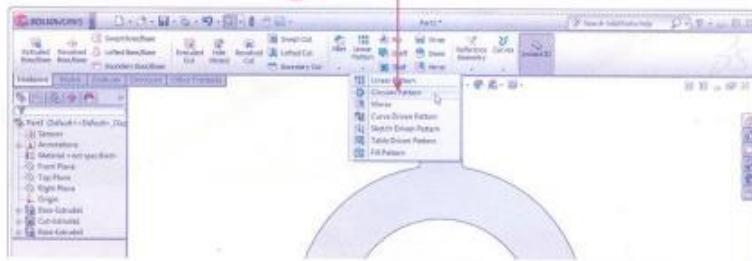 SOLIDWORKS
Part1
Search SolidWorks Help
Extruded Boss/Base
Revolved Boss/Base
Swept Boss/Base
Lofted Boss/Base
Boundary Boss/Base
Extruded Cut
Hole Wizard
Revolved Cut
Swept Cut
Lofted Cut
Boundary Cut
Fillet
Linear Pattern
Rib
Draft
Shell
Wrap
Dome
Mirror
Reference Geometry
Curves
Instant3D
Features
Sketch
Evaluate
DimXpert
Office Products
Linear Pattern
Circular Pattern
Mirror
Curve Driven Pattern
Sketch Driven Pattern
Table Driven Pattern
Fill Pattern
Part1 (Default<<Default>_Disp
Sensors
Annotations
Material <not specified>
Front Plane
Top Plane
Right Plane
Origin
Boss-Extrude1
Cut-Extrude1
Boss-Extrude2